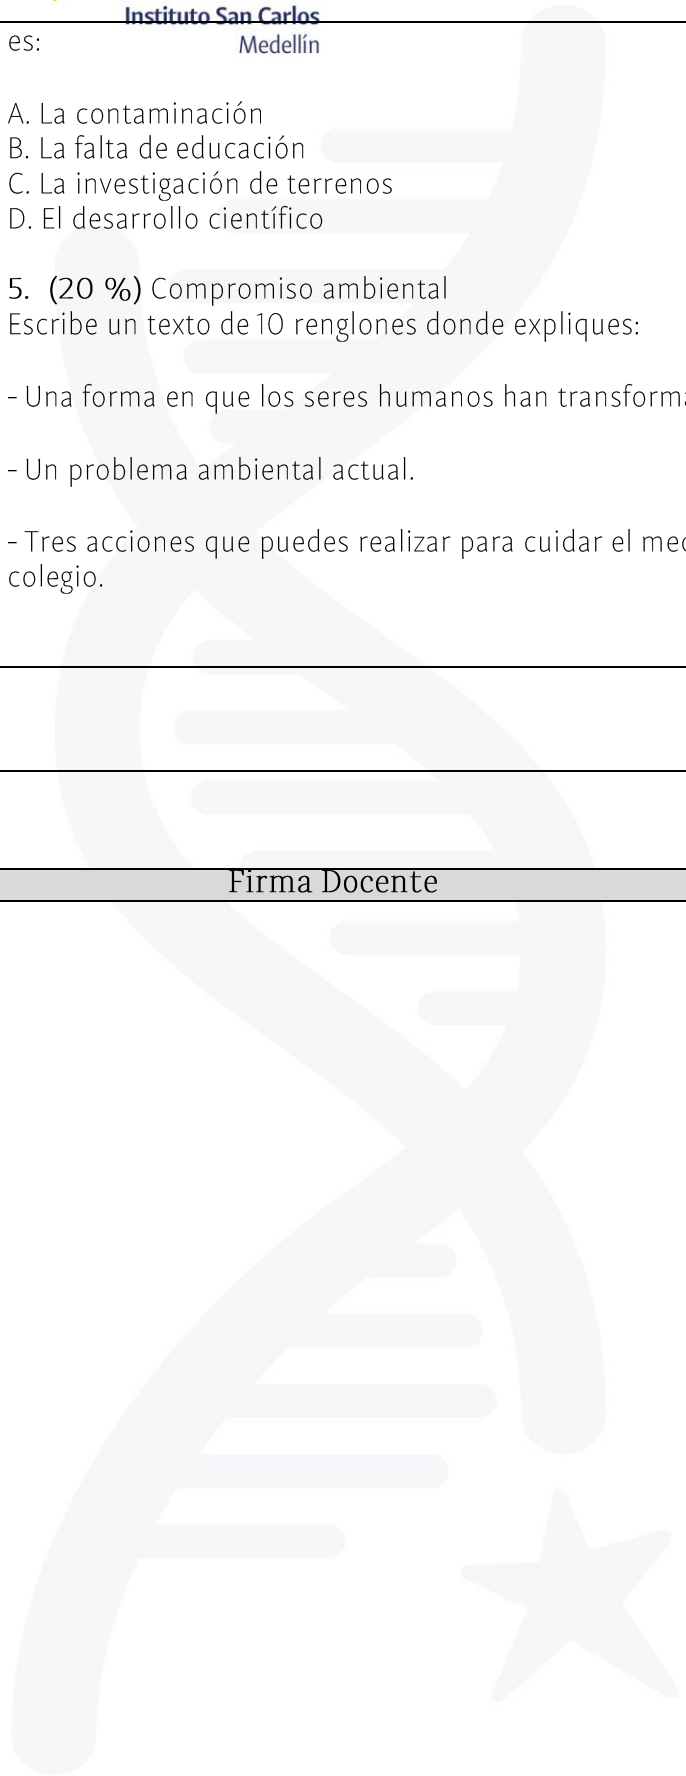 Instituto San Carlos
es:
Medellín
A. La contaminación
B. La falta de educación
C. La investigación de terrenos
D. El desarrollo científico
5. (20 %) Compromiso ambiental
Escribe un texto de 10 renglones donde expliques:
- Una forma en que los seres humanos han transform
- Un problema ambiental actual.
- Tres acciones que puedes realizar para cuidar el me
colegio.
Firma Docente